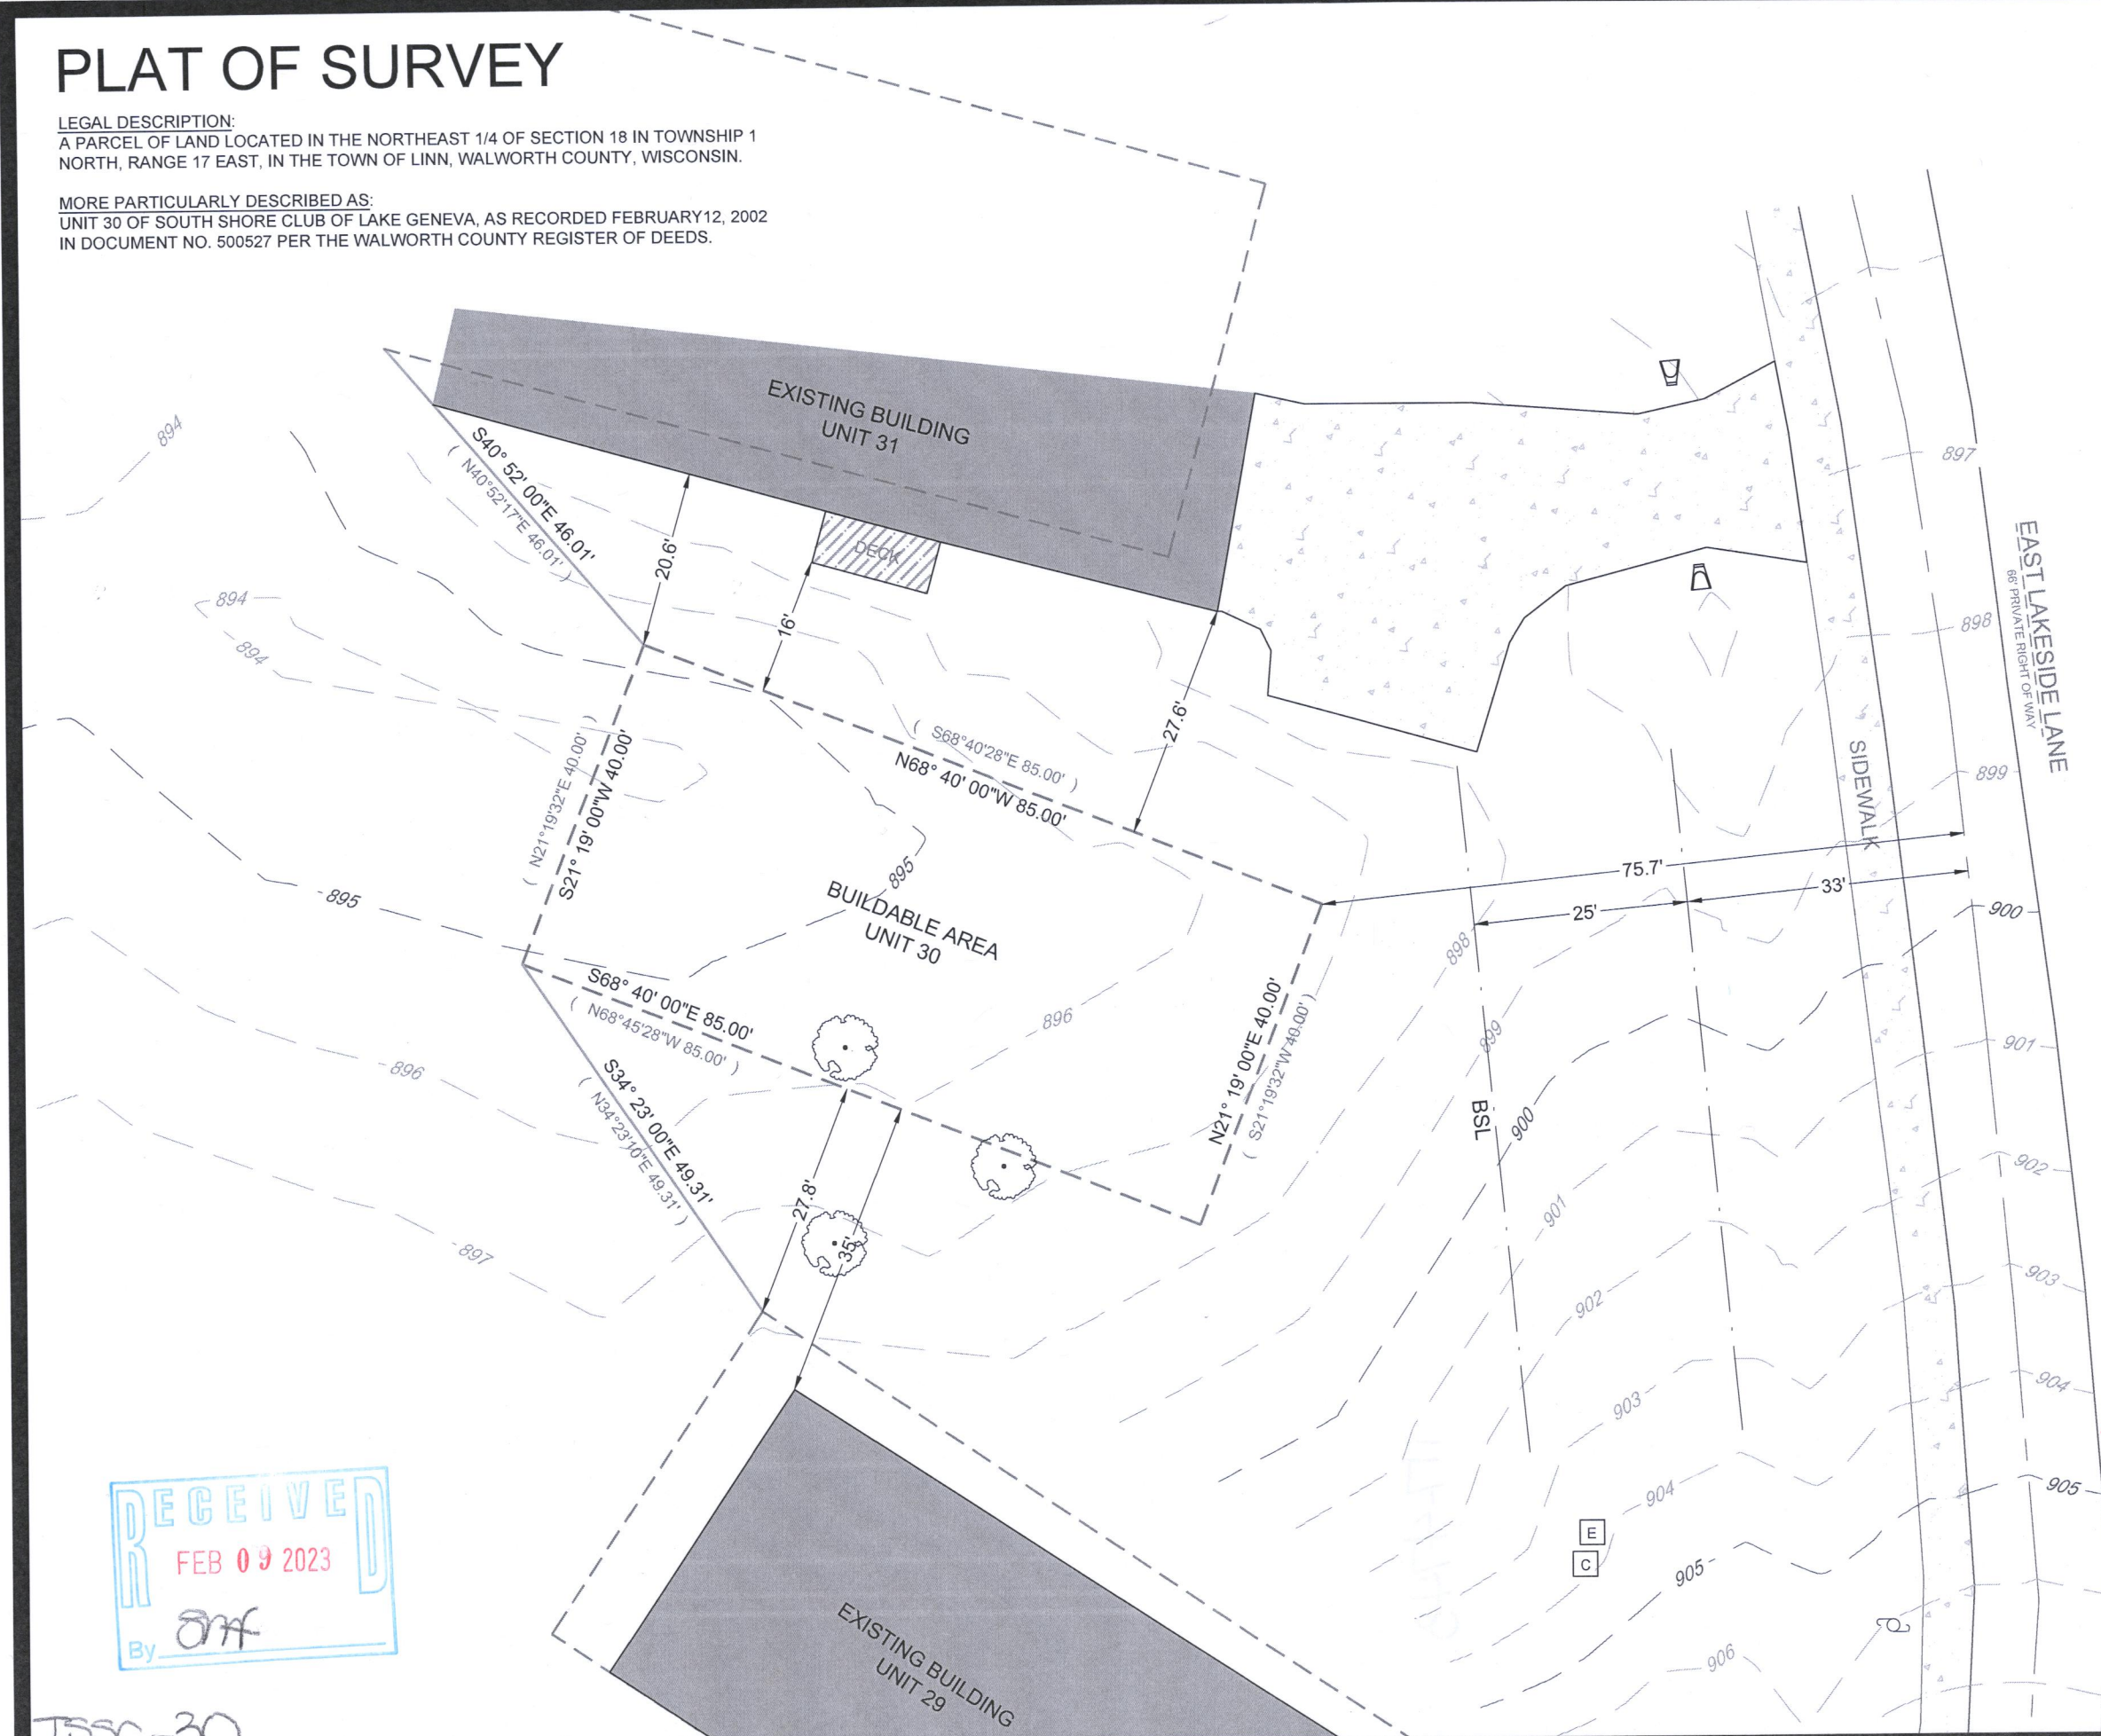 PLAT OF SURVEY
LEGAL DESCRIPTION:
A PARCEL OF LAND LOCATED IN THE NORTHEAST 1/4 OF SECTION 18 IN TOWNSHIP 1
NORTH, RANGE 17 EAST, IN THE TOWN OF LINN, WALWORTH COUNTY, WISCONSIN.
MORE PARTICULARLY DESCRIBED AS:
UNIT 30 OF SOUTH SHORE CLUB OF LAKE GENEVA, AS RECORDED FEBRUARY12, 2002
IN DOCUMENT NO. 500527 PER THE WALWORTH COUNTY REGISTER OF DEEDS.
EXISTING BUILDING
UNIT 31
894
S40° 52' 00"E 46.01'
( N40°52'17"E 46.01' )
897
20.6'
DECK
EAST LAKESIDE LANE
66' PRIVATE RIGHT OF WAY
894
894
16'
898
27.6'
( S68°40'28"E 85.00' )
N68° 40' 00"W 85.00'
( N21°19'32"E 40.00' )
S21° 19' 00"W 40.00'
899
SIDEWALK
75.7'
33'
25'
895
895
BUILDABLE AREA
UNIT 30
900
898
S68° 40' 00"E 85.00'
( N68°45'28"W 85.00' )
896
N21° 19' 00"E 40.00'
( S21°19'32"W 40.00' )
899
901
896
S34° 23' 00"E 49.31'
( N34°23'10"E 49.31' )
BSL
900
902
27.8'
35'
901
897
903
902
904
903
905
904
E
C
905
906
RECEIVED
FEB 09 2023
By
EXISTING BUILDING
UNIT 29